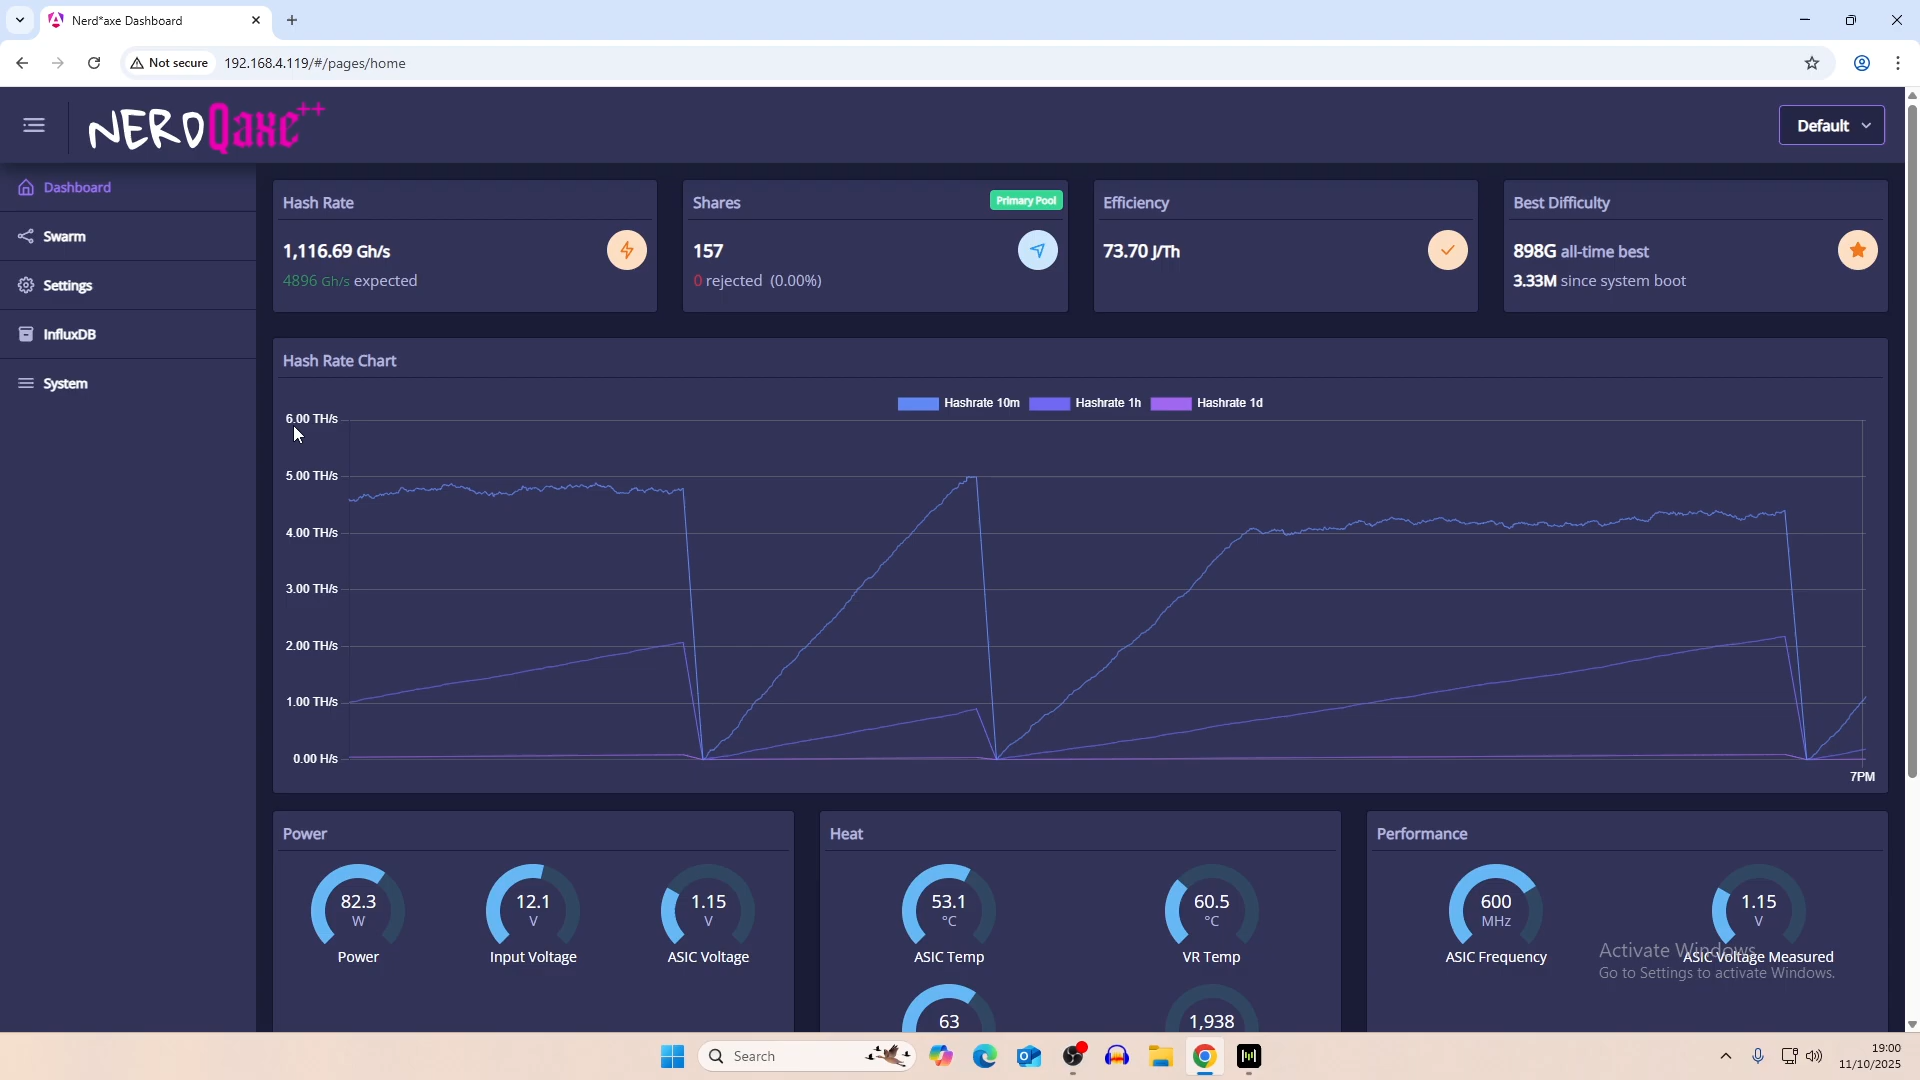 Nerd*axe Dashboard
Not secure 192.168.4.119/#/pages/home
NERDQaxe++
Default
Dashboard
Swarm
Settings
InfluxDB
System
Hash Rate
1,116.69 Gh/s
4896 Gh/s expected
Shares
Primary Pool
157
0 rejected (0.00%)
Efficiency
73.70 J/Th
Best Difficulty
898G all-time best
3.33M since system boot
Hash Rate Chart
Hashrate 10m Hashrate 1h Hashrate 1d
6.00 TH/s
5.00 TH/s
4.00 TH/s
3.00 TH/s
2.00 TH/s
1.00 TH/s
0.00 H/s
7PM
Power
82.3
W
Power
12.1
V
Input Voltage
1.15
V
ASIC Voltage
Heat
53.1
°C
ASIC Temp
60.5
°C
VR Temp
63
1,938
Performance
600
MHz
ASIC Frequency
1.15
V
ASIC Voltage Measured
Activate Windows
Go to Settings to activate Windows.
Search
19:00
11/10/2025